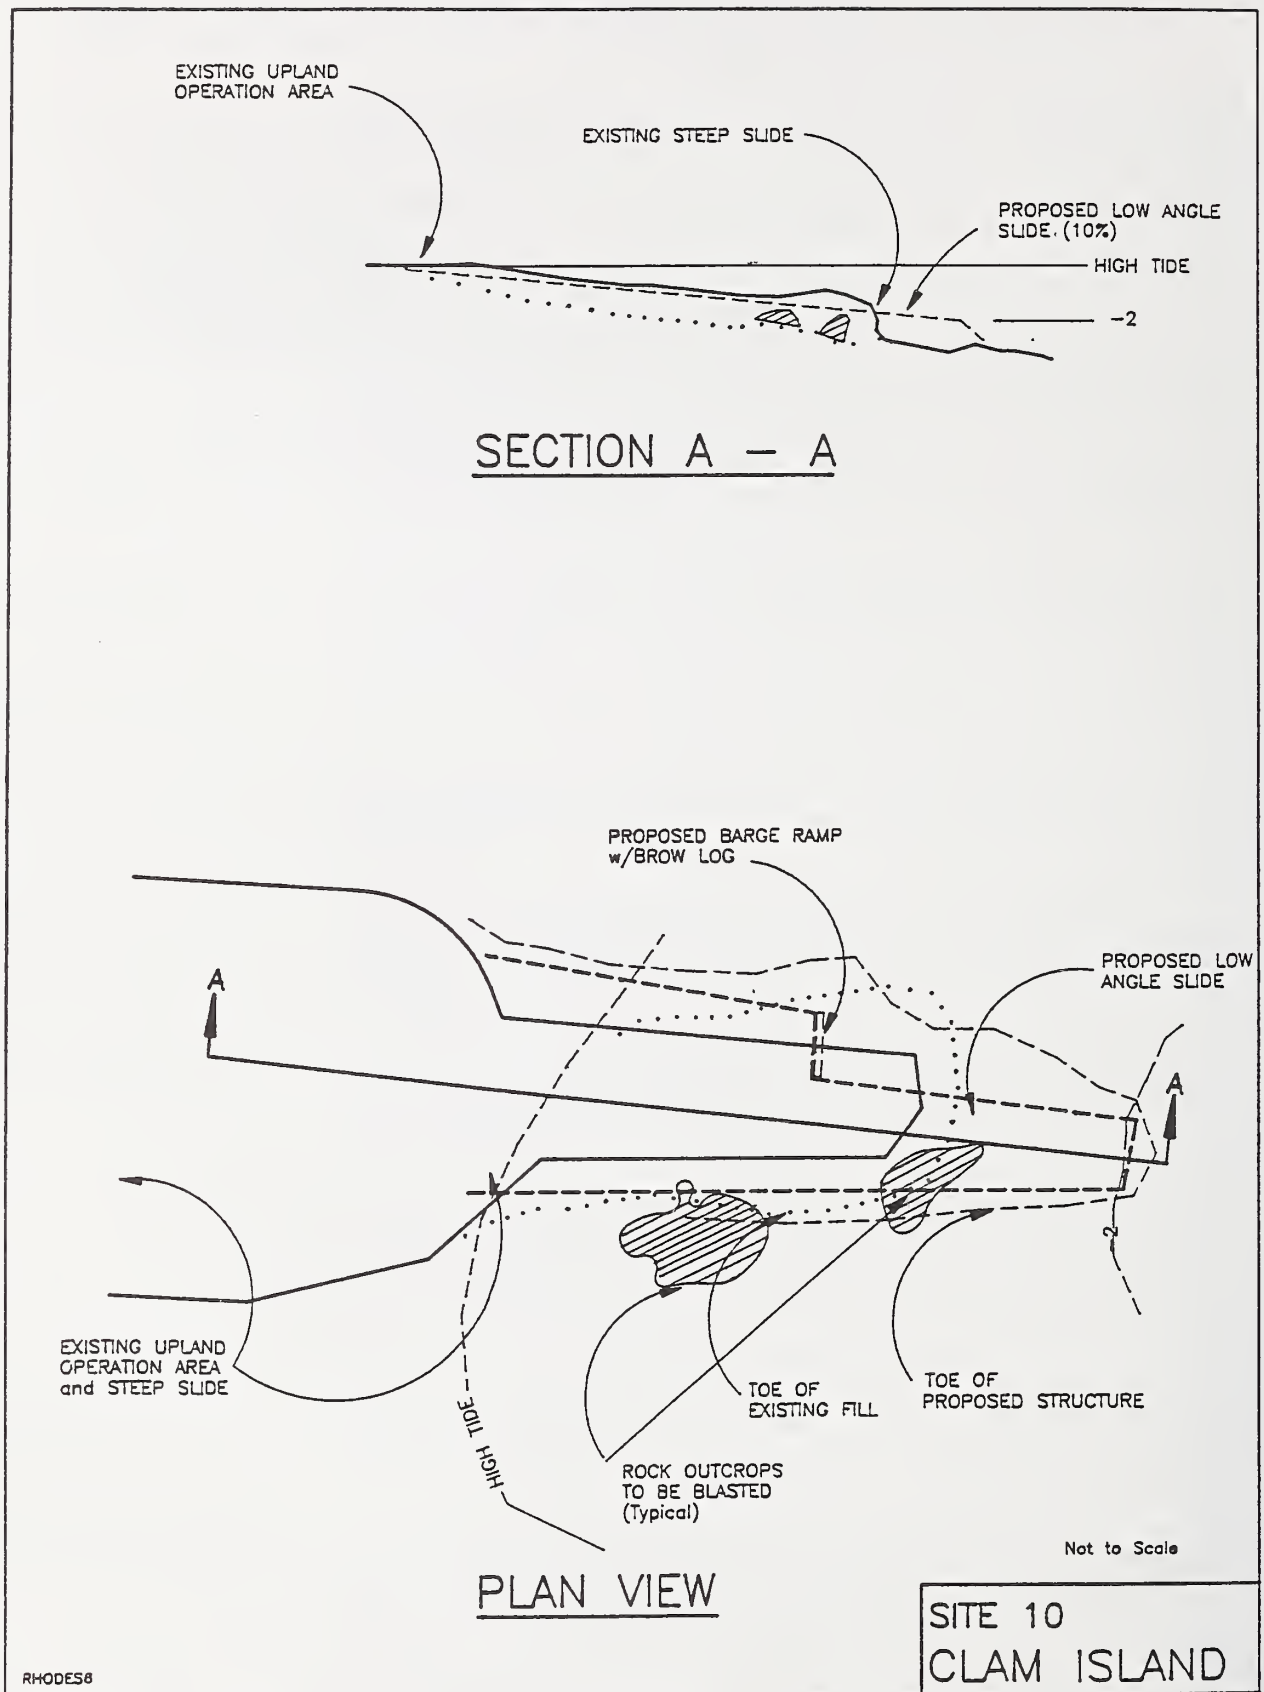 EXISTING UPLAND
OPERATION AREA
EXISTING STEEP SLIDE
PROPOSED LOW ANGLE
SLIDE. (10%)
HIGH TIDE
-2
SECTION A - A
PROPOSED BARGE RAMP
w/BROW LOG
PROPOSED LOW
ANGLE SLIDE
A
A
-2
EXISTING UPLAND
OPERATION AREA
and STEEP SLIDE
HIGH TIDE
TOE OF
EXISTING FILL
TOE OF
PROPOSED STRUCTURE
ROCK OUTCROPS
TO BE BLASTED
(Typical)
Not to Scale
PLAN VIEW
SITE 10
CLAM ISLAND
RHODES8